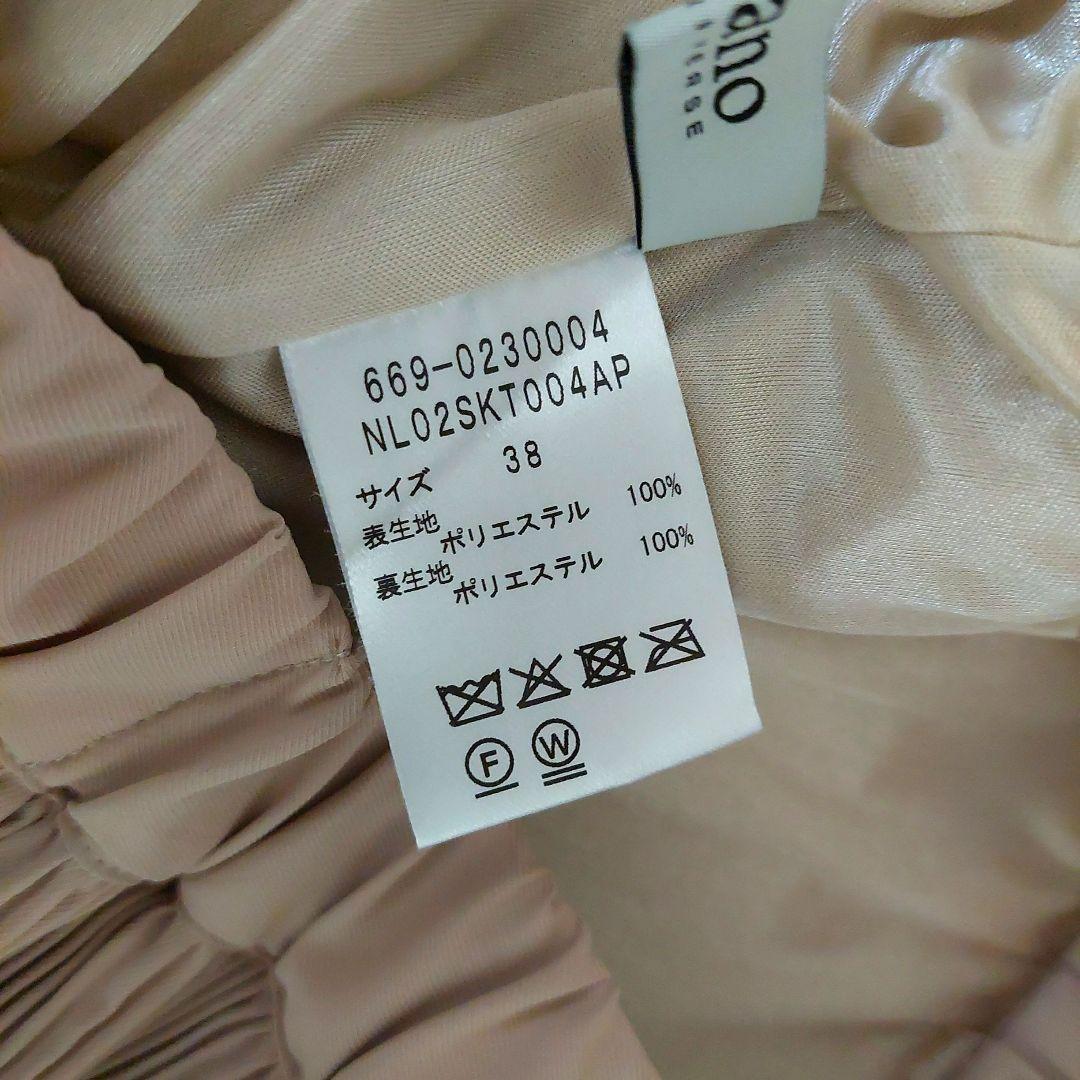 669-0230004
NL02SKT004AP
サイズ 38
表生地 ポリエステル 100%
裏生地 ポリエステル 100%
F W